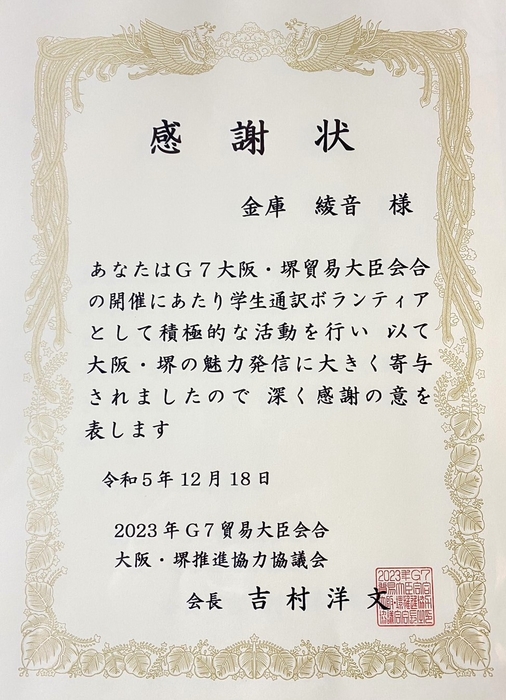 感謝状
金庫 綾音 様
あなたはG7大阪・堺貿易大臣会合
の開催にあたり学生通訳ボランティア
として積極的な活動を行い 以て
大阪・堺の魅力発信に大きく寄与
されましたので 深く感謝の意を
表します
令和5年12月18日
2023年G7貿易大臣会合
大阪・堺推進協力協議会
会長 吉村洋文